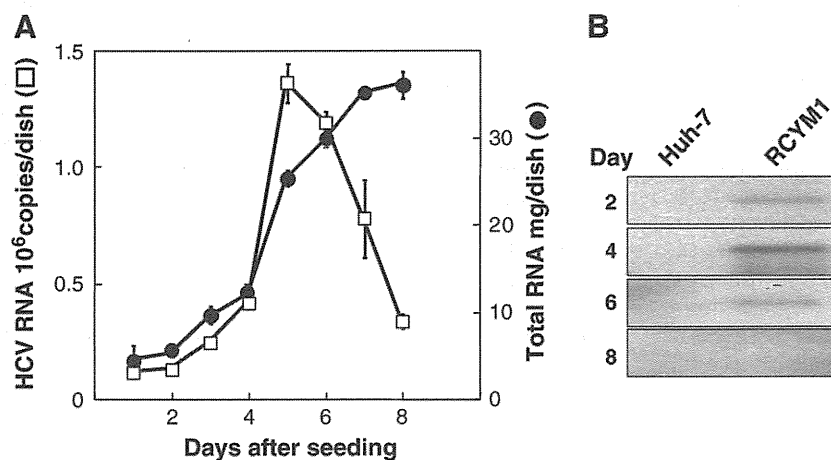 A
HCV RNA 10⁶copies/dish (□)
1.5
1.0
0.5
0
2
4
6
8
Days after seeding
30
20
10
0
Total RNA mg/dish (●)
B
Huh-7
RCYM1
Day
2
4
6
8